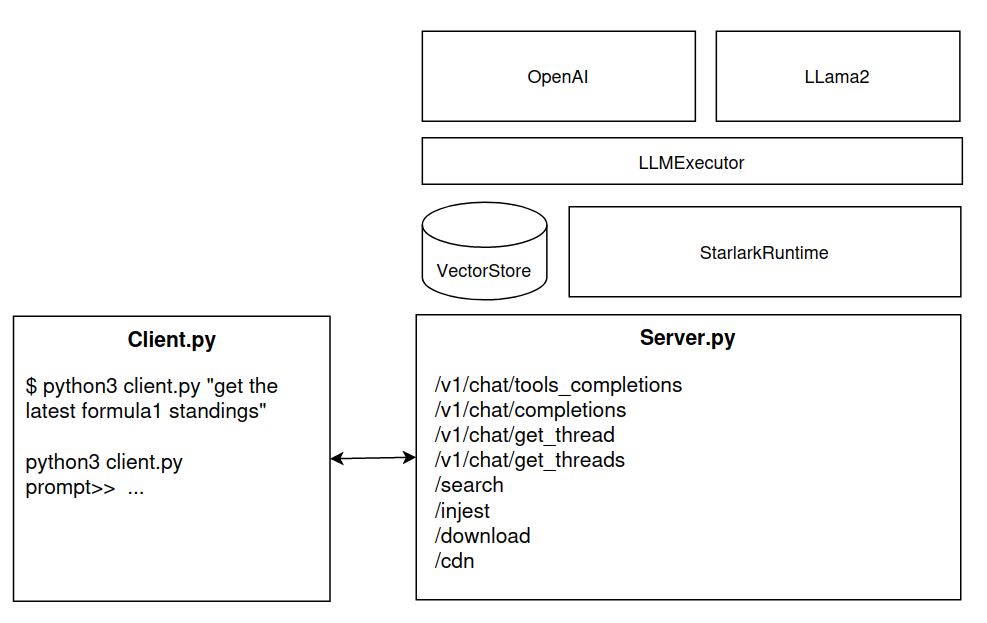 OpenAI
LLama2
LLMExecutor
VectorStore
StarlarkRuntime
Client.py
$ python3 client.py "get the
latest formula1 standings"
python3 client.py
prompt>>  ...
Server.py
/v1/chat/tools_completions
/v1/chat/completions
/v1/chat/get_thread
/v1/chat/get_threads
/search
/injest
/download
/cdn